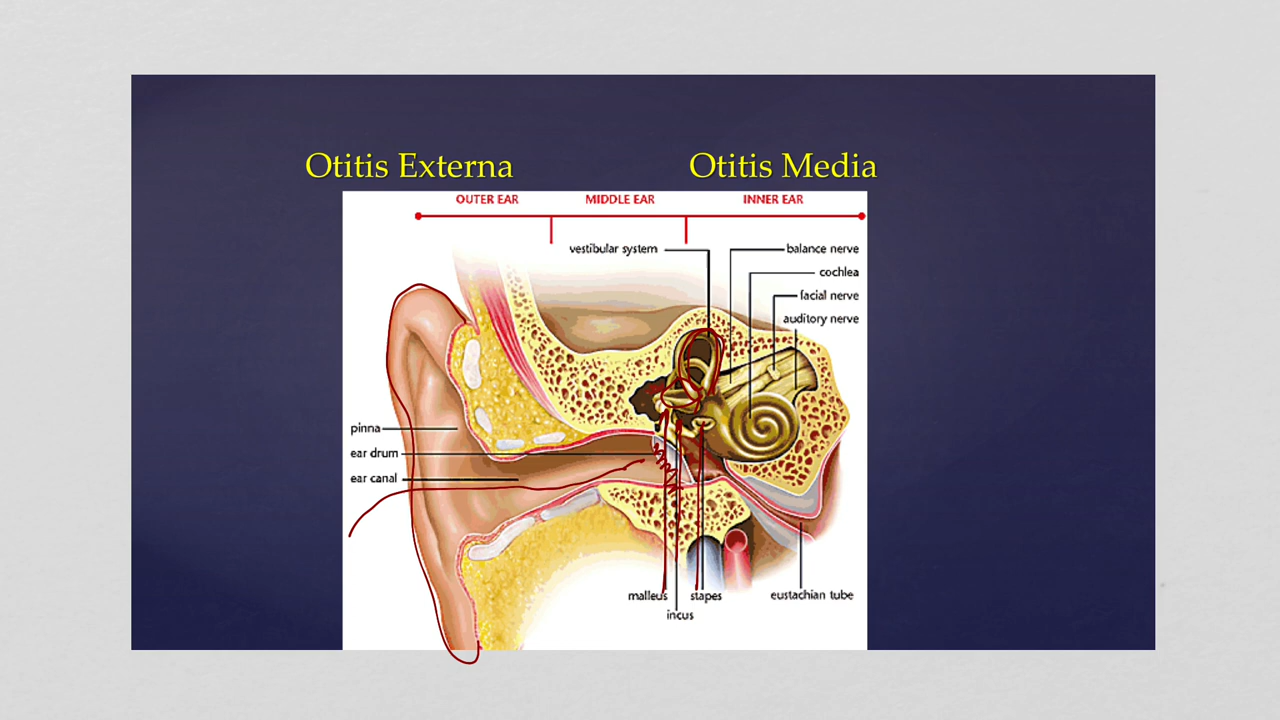 Otitis Externa
Otitis Media
OUTER EAR
MIDDLE EAR
INNER EAR
vestibular system
balance nerve
cochlea
facial nerve
auditory nerve
pinna
ear drum
ear canal
malleus
stapes
eustachian tube
incus